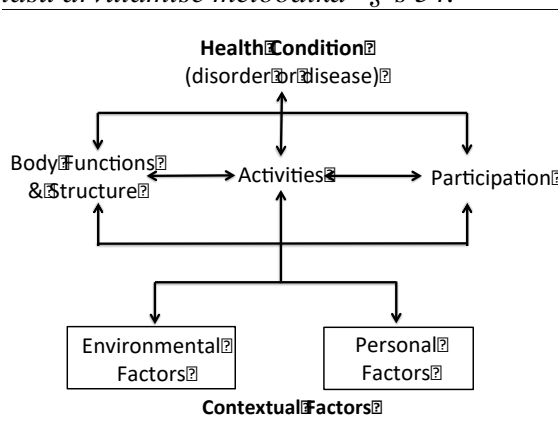 Health Condition
(disorder or disease)
Body Functions
& Structure
Activities
Participation
Environmental
Factors
Personal
Factors
Contextual Factors